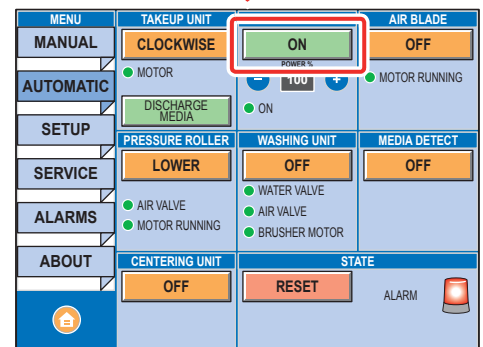 MENU
MANUAL
AUTOMATIC
SETUP
SERVICE
ALARMS
ABOUT
TAKEUP UNIT
CLOCKWISE
MOTOR
DISCHARGE
MEDIA
ON
POWER %
- 100 +
ON
AIR BLADE
OFF
MOTOR RUNNING
PRESSURE ROLLER
LOWER
AIR VALVE
MOTOR RUNNING
WASHING UNIT
OFF
WATER VALVE
AIR VALVE
BRUSHER MOTOR
MEDIA DETECT
OFF
CENTERING UNIT
OFF
STATE
RESET
ALARM